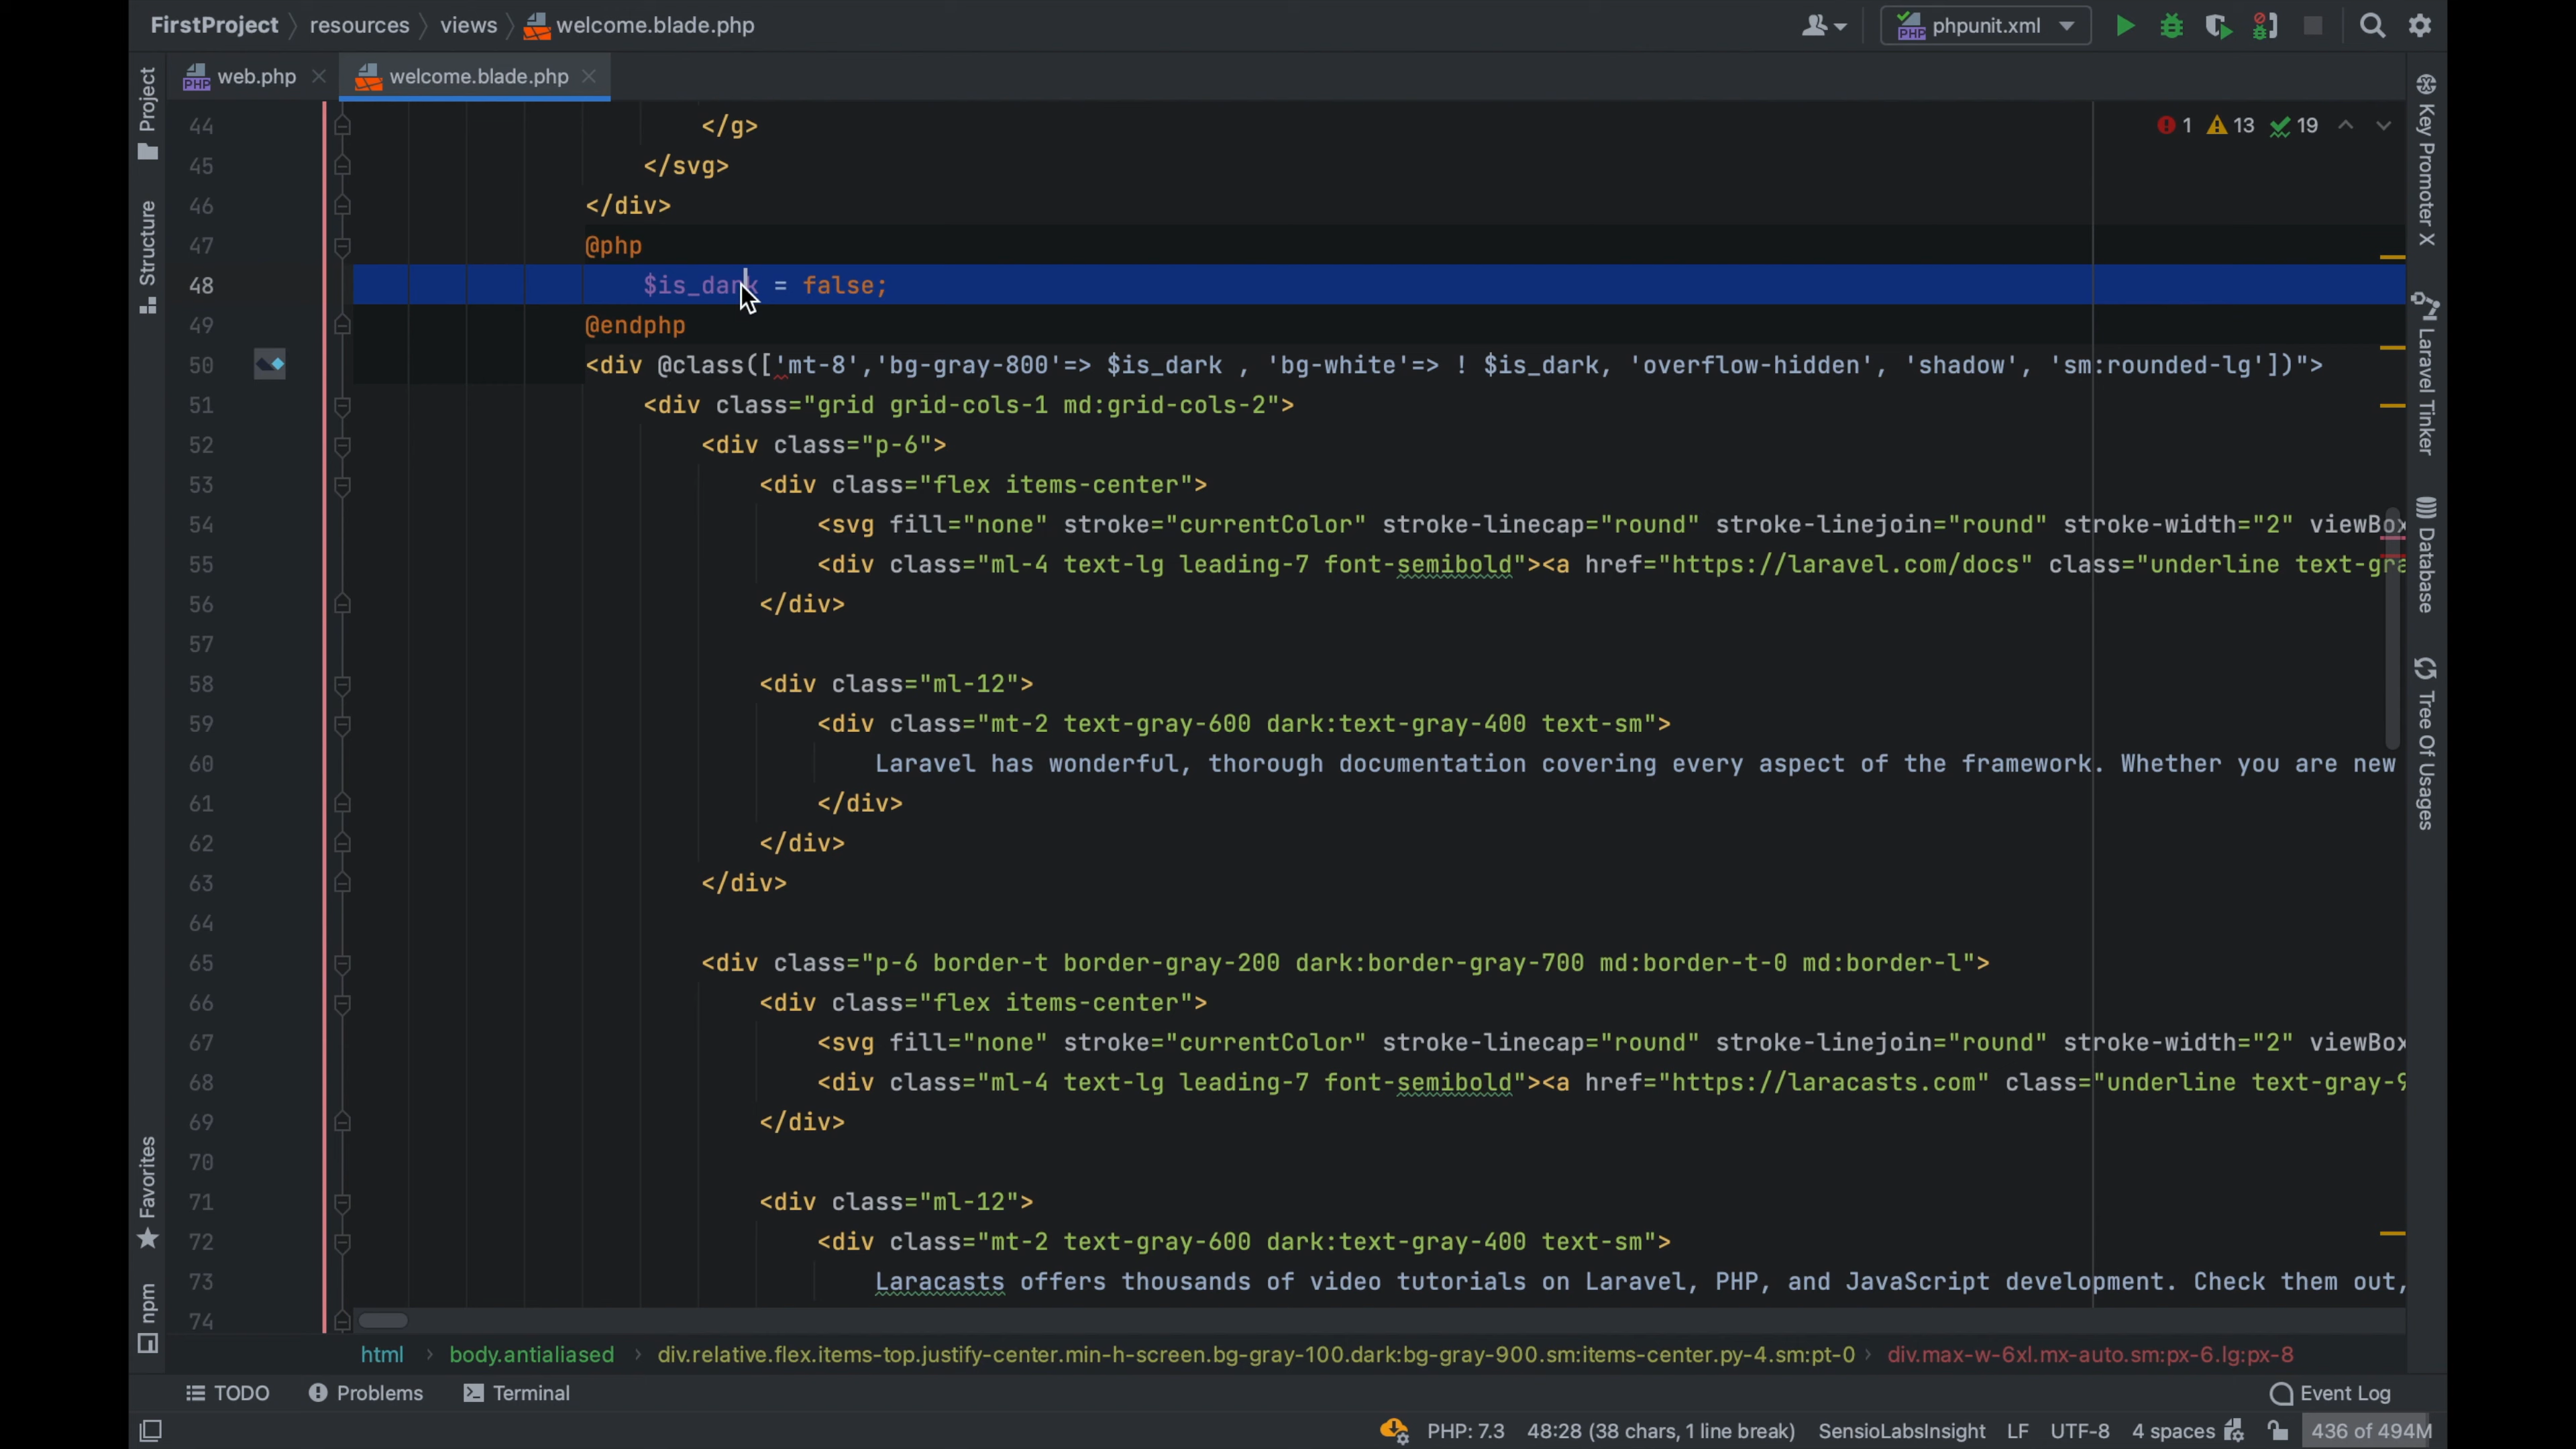 FirstProject resources views welcome.blade.php phpunit.xml
web.php welcome.blade.php
1 13 19
44 </g>
45 </svg>
46 </div>
47 @php
48 $is_dark = false;
49 @endphp
50 <div @class(['mt-8','bg-gray-800'=> $is_dark , 'bg-white'=> ! $is_dark, 'overflow-hidden', 'shadow', 'sm:rounded-lg'])">
51 <div class="grid grid-cols-1 md:grid-cols-2">
52 <div class="p-6">
53 <div class="flex items-center">
54 <svg fill="none" stroke="currentColor" stroke-linecap="round" stroke-linejoin="round" stroke-width="2" viewBox
55 <div class="ml-4 text-lg leading-7 font-semibold"><a href="https://laravel.com/docs" class="underline text-gra
56 </div>
57
58 <div class="ml-12">
59 <div class="mt-2 text-gray-600 dark:text-gray-400 text-sm">
60 Laravel has wonderful, thorough documentation covering every aspect of the framework. Whether you are new
61 </div>
62 </div>
63 </div>
64
65 <div class="p-6 border-t border-gray-200 dark:border-gray-700 md:border-t-0 md:border-l">
66 <div class="flex items-center">
67 <svg fill="none" stroke="currentColor" stroke-linecap="round" stroke-linejoin="round" stroke-width="2" viewBox
68 <div class="ml-4 text-lg leading-7 font-semibold"><a href="https://laracasts.com" class="underline text-gray-9
69 </div>
70
71 <div class="ml-12">
72 <div class="mt-2 text-gray-600 dark:text-gray-400 text-sm">
73 Laracasts offers thousands of video tutorials on Laravel, PHP, and JavaScript development. Check them out,
74
html body.antialiased div.relative.flex.items-top.justify-center.min-h-screen.bg-gray-100.dark:bg-gray-900.sm:items-center.py-4.sm:pt-0 div.max-w-6xl.mx-auto.sm:px-6.lg:px-8
TODO Problems Terminal Event Log
PHP: 7.3 48:28 (38 chars, 1 line break) SensioLabsInsight LF UTF-8 4 spaces 436 of 494M
Project
Structure
Favorites
npm
Key Promoter X
Laravel Tinker
Database
Tree Of Usages